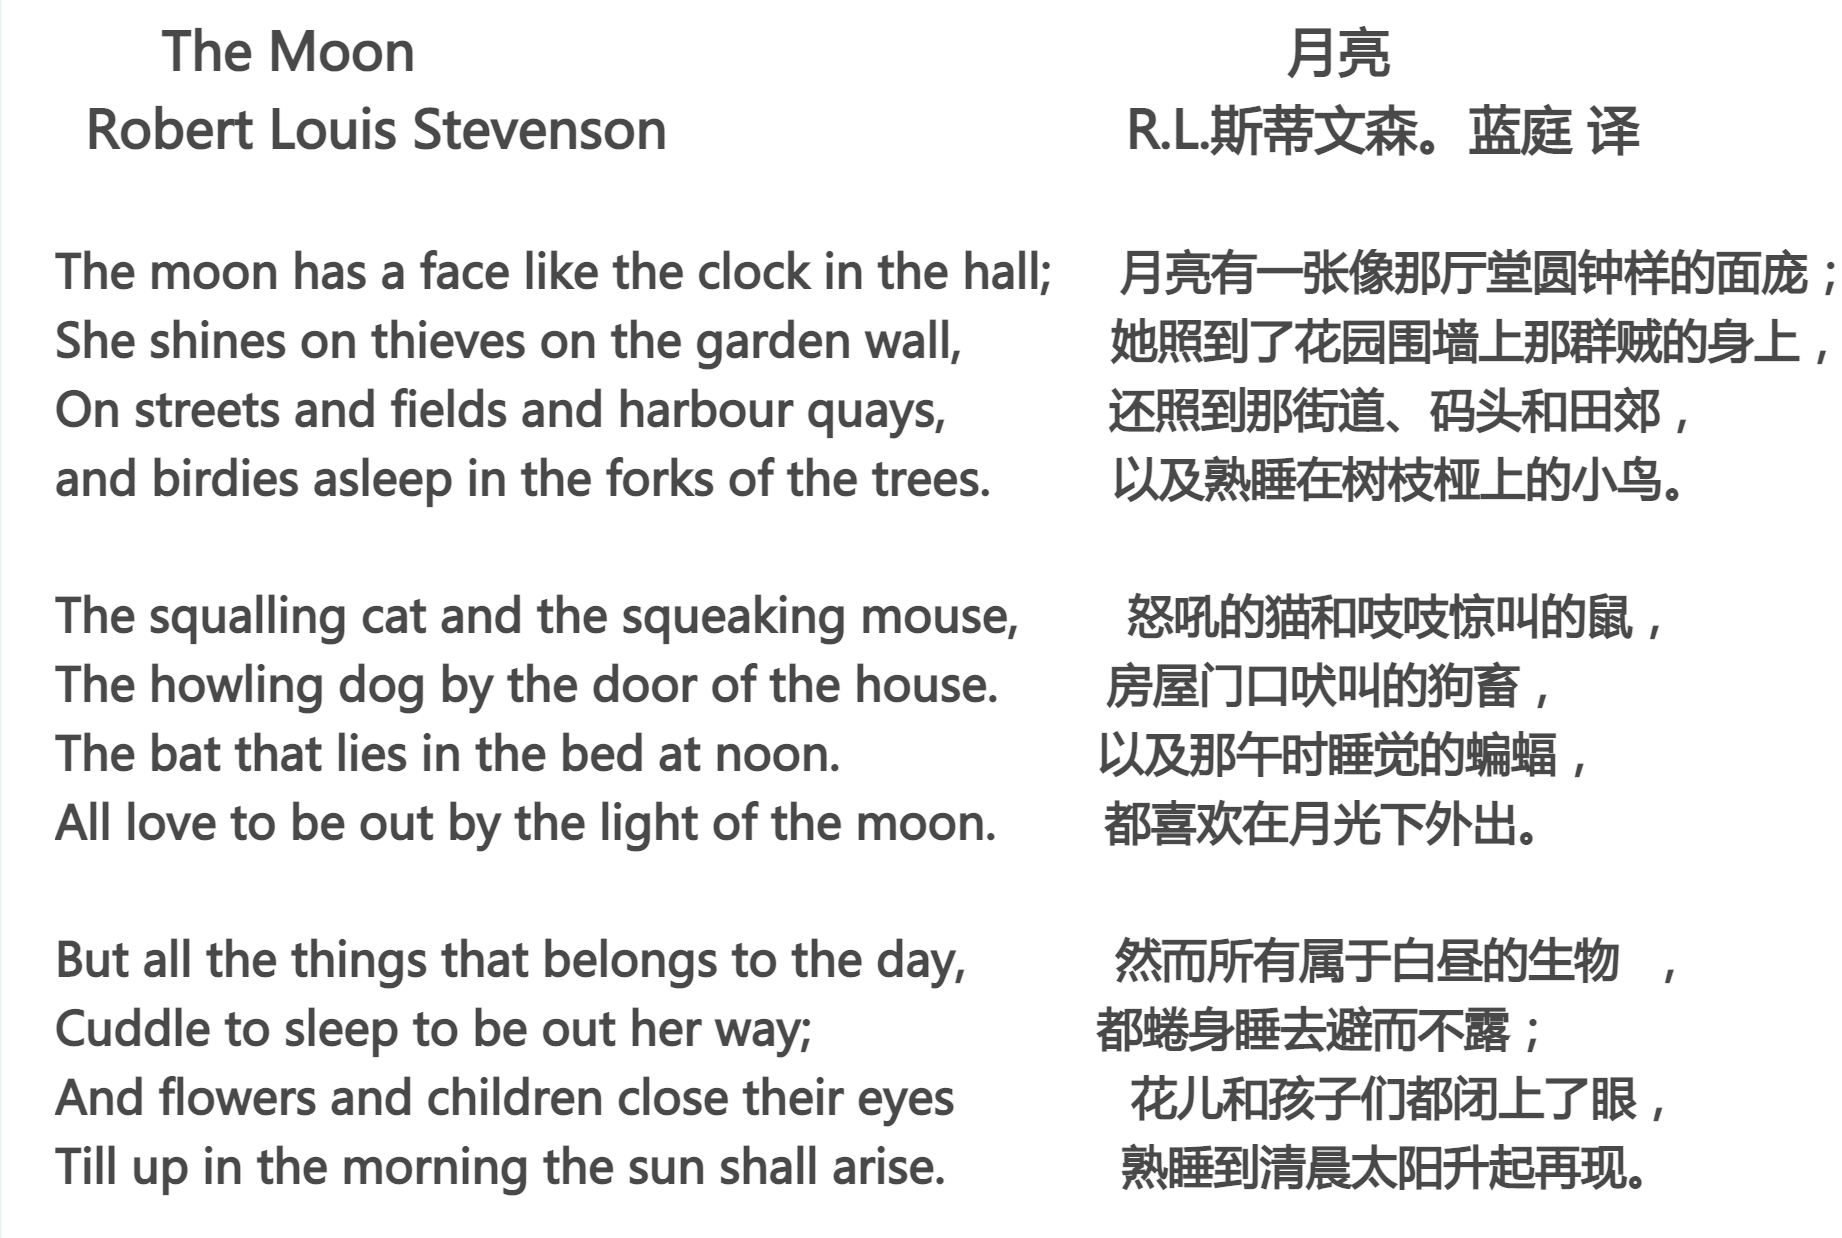 The Moon
Robert Louis Stevenson
The moon has a face like the clock in the hall;
She shines on thieves on the garden wall,
On streets and fields and harbour quays,
and birdies asleep in the forks of the trees.
The squalling cat and the squeaking mouse,
The howling dog by the door of the house.
The bat that lies in the bed at noon.
All love to be out by the light of the moon.
But all the things that belongs to the day,
Cuddle to sleep to be out her way;
And flowers and children close their eyes
Till up in the morning the sun shall arise.
月亮
R.L.斯蒂文森。蓝庭 译
月亮有一张像那厅堂圆钟样的面庞；
她照到了花园围墙上那群贼的身上，
还照到那街道、码头和田郊，
以及熟睡在树枝桠上的小鸟。
怒吼的猫和吱吱惊叫的鼠，
房屋门口吠叫的狗畜，
以及那午时睡觉的蝙蝠，
都喜欢在月光下外出。
然而所有属于白昼的生物 ，
都蜷身睡去避而不露；
花儿和孩子们都闭上了眼，
熟睡到清晨太阳升起再现。